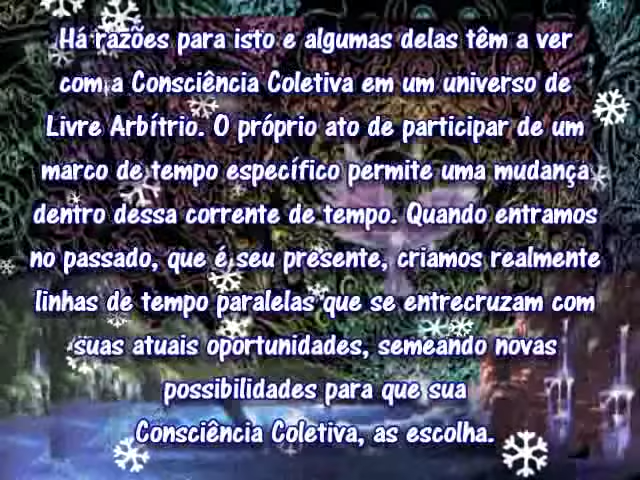 Há razões para isto e algumas delas têm a ver
com a Consciência Coletiva em um universo de
Livre Arbítrio. O próprio ato de participar de um
marco de tempo específico permite uma mudança
dentro dessa corrente de tempo. Quando entramos
no passado, que é seu presente, criamos realmente
linhas de tempo paralelas que se entrecruzam com
suas atuais oportunidades, semeando novas
possibilidades para que sua
Consciência Coletiva, as escolha.